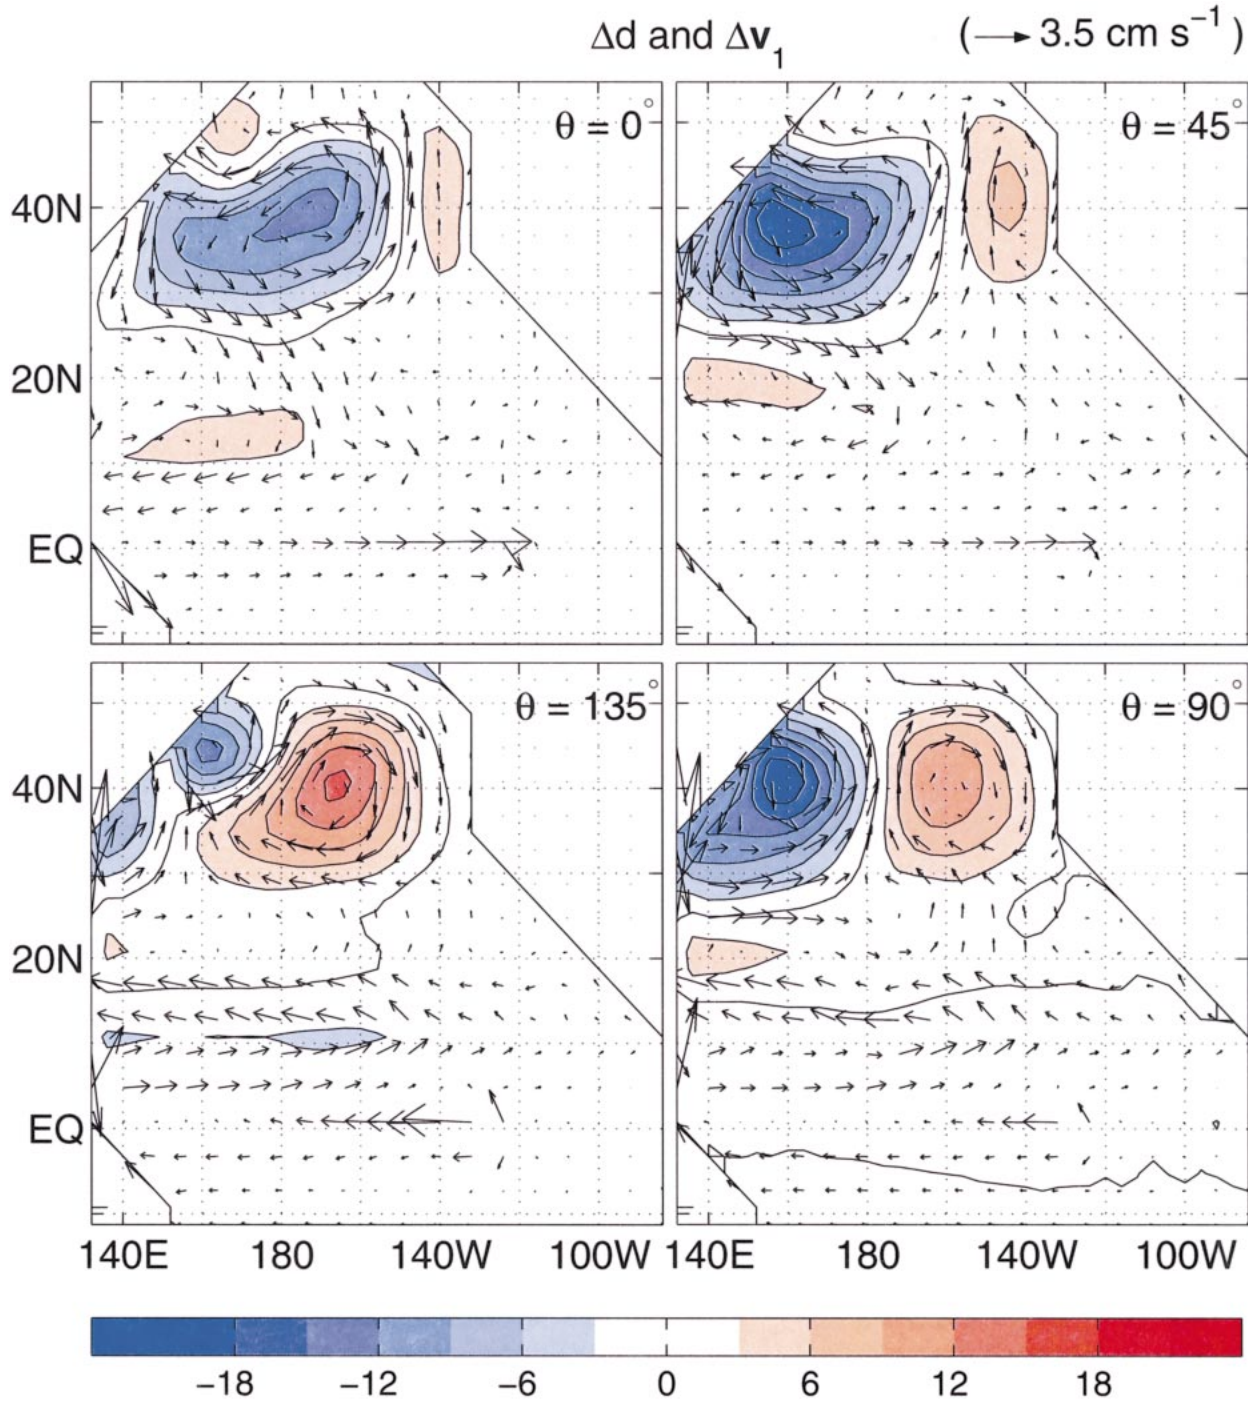 Δd and Δv₁ (→ 3.5 cm s⁻¹)
θ = 0°
θ = 45°
40N
20N
EQ
θ = 135°
θ = 90°
40N
20N
EQ
140E 180 140W 100W 140E 180 140W 100W
−18 −12 −6 0 6 12 18